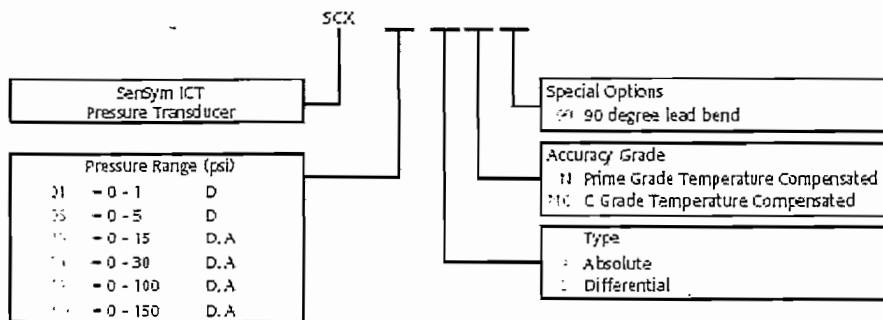 SCX
SenSym ICT
Pressure Transducer
Pressure Range (psi)
01 = 0 - 1 D
05 = 0 - 5 D
= 0 - 15 D, A
= 0 - 30 D, A
= 0 - 100 D, A
= 0 - 150 D, A
Special Options
90 degree lead bend
Accuracy Grade
N Prime Grade Temperature Compensated
C Grade Temperature Compensated
Type
Absolute
Differential